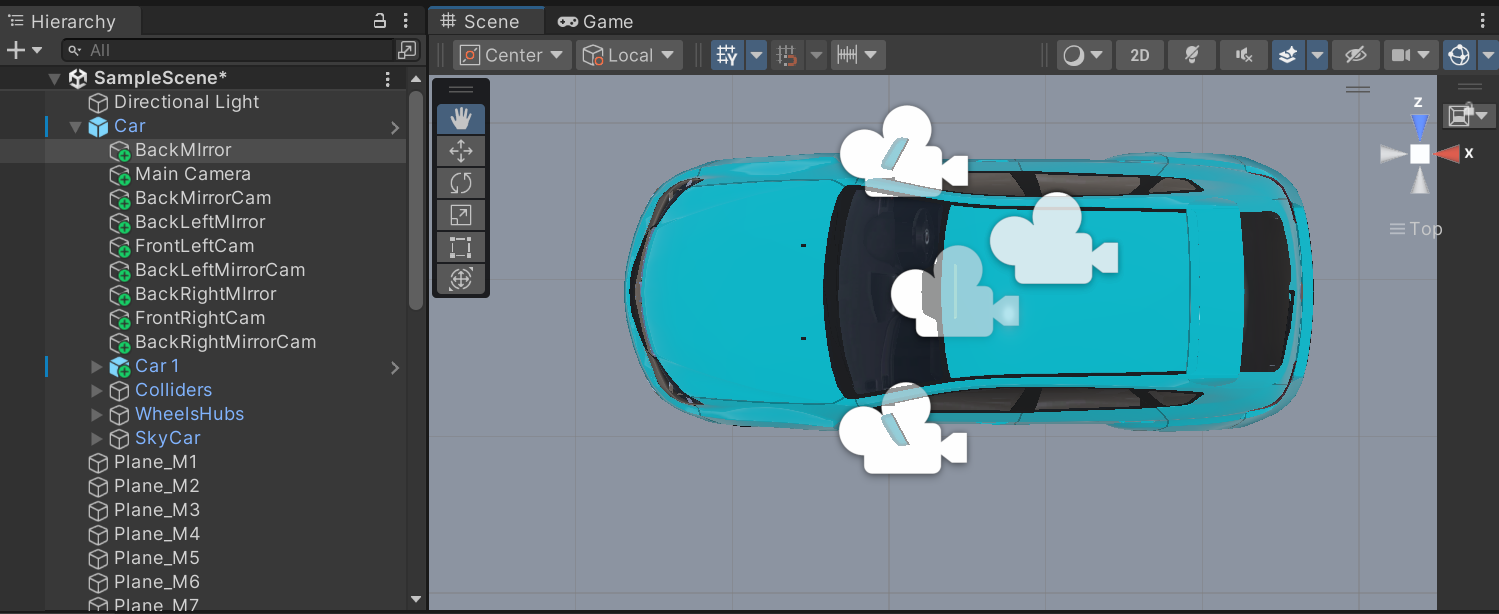 Hierarchy
All
SampleScene*
Directional Light
Car
BackMIrror
Main Camera
BackMirrorCam
BackLeftMIrror
FrontLeftCam
BackLeftMirrorCam
BackRightMIrror
FrontRightCam
BackRightMirrorCam
Car 1
Colliders
WheelsHubs
SkyCar
Plane_M1
Plane_M2
Plane_M3
Plane_M4
Plane_M5
Plane_M6
Plane_M7
Scene Game
Center Local 2D
z
x
Top